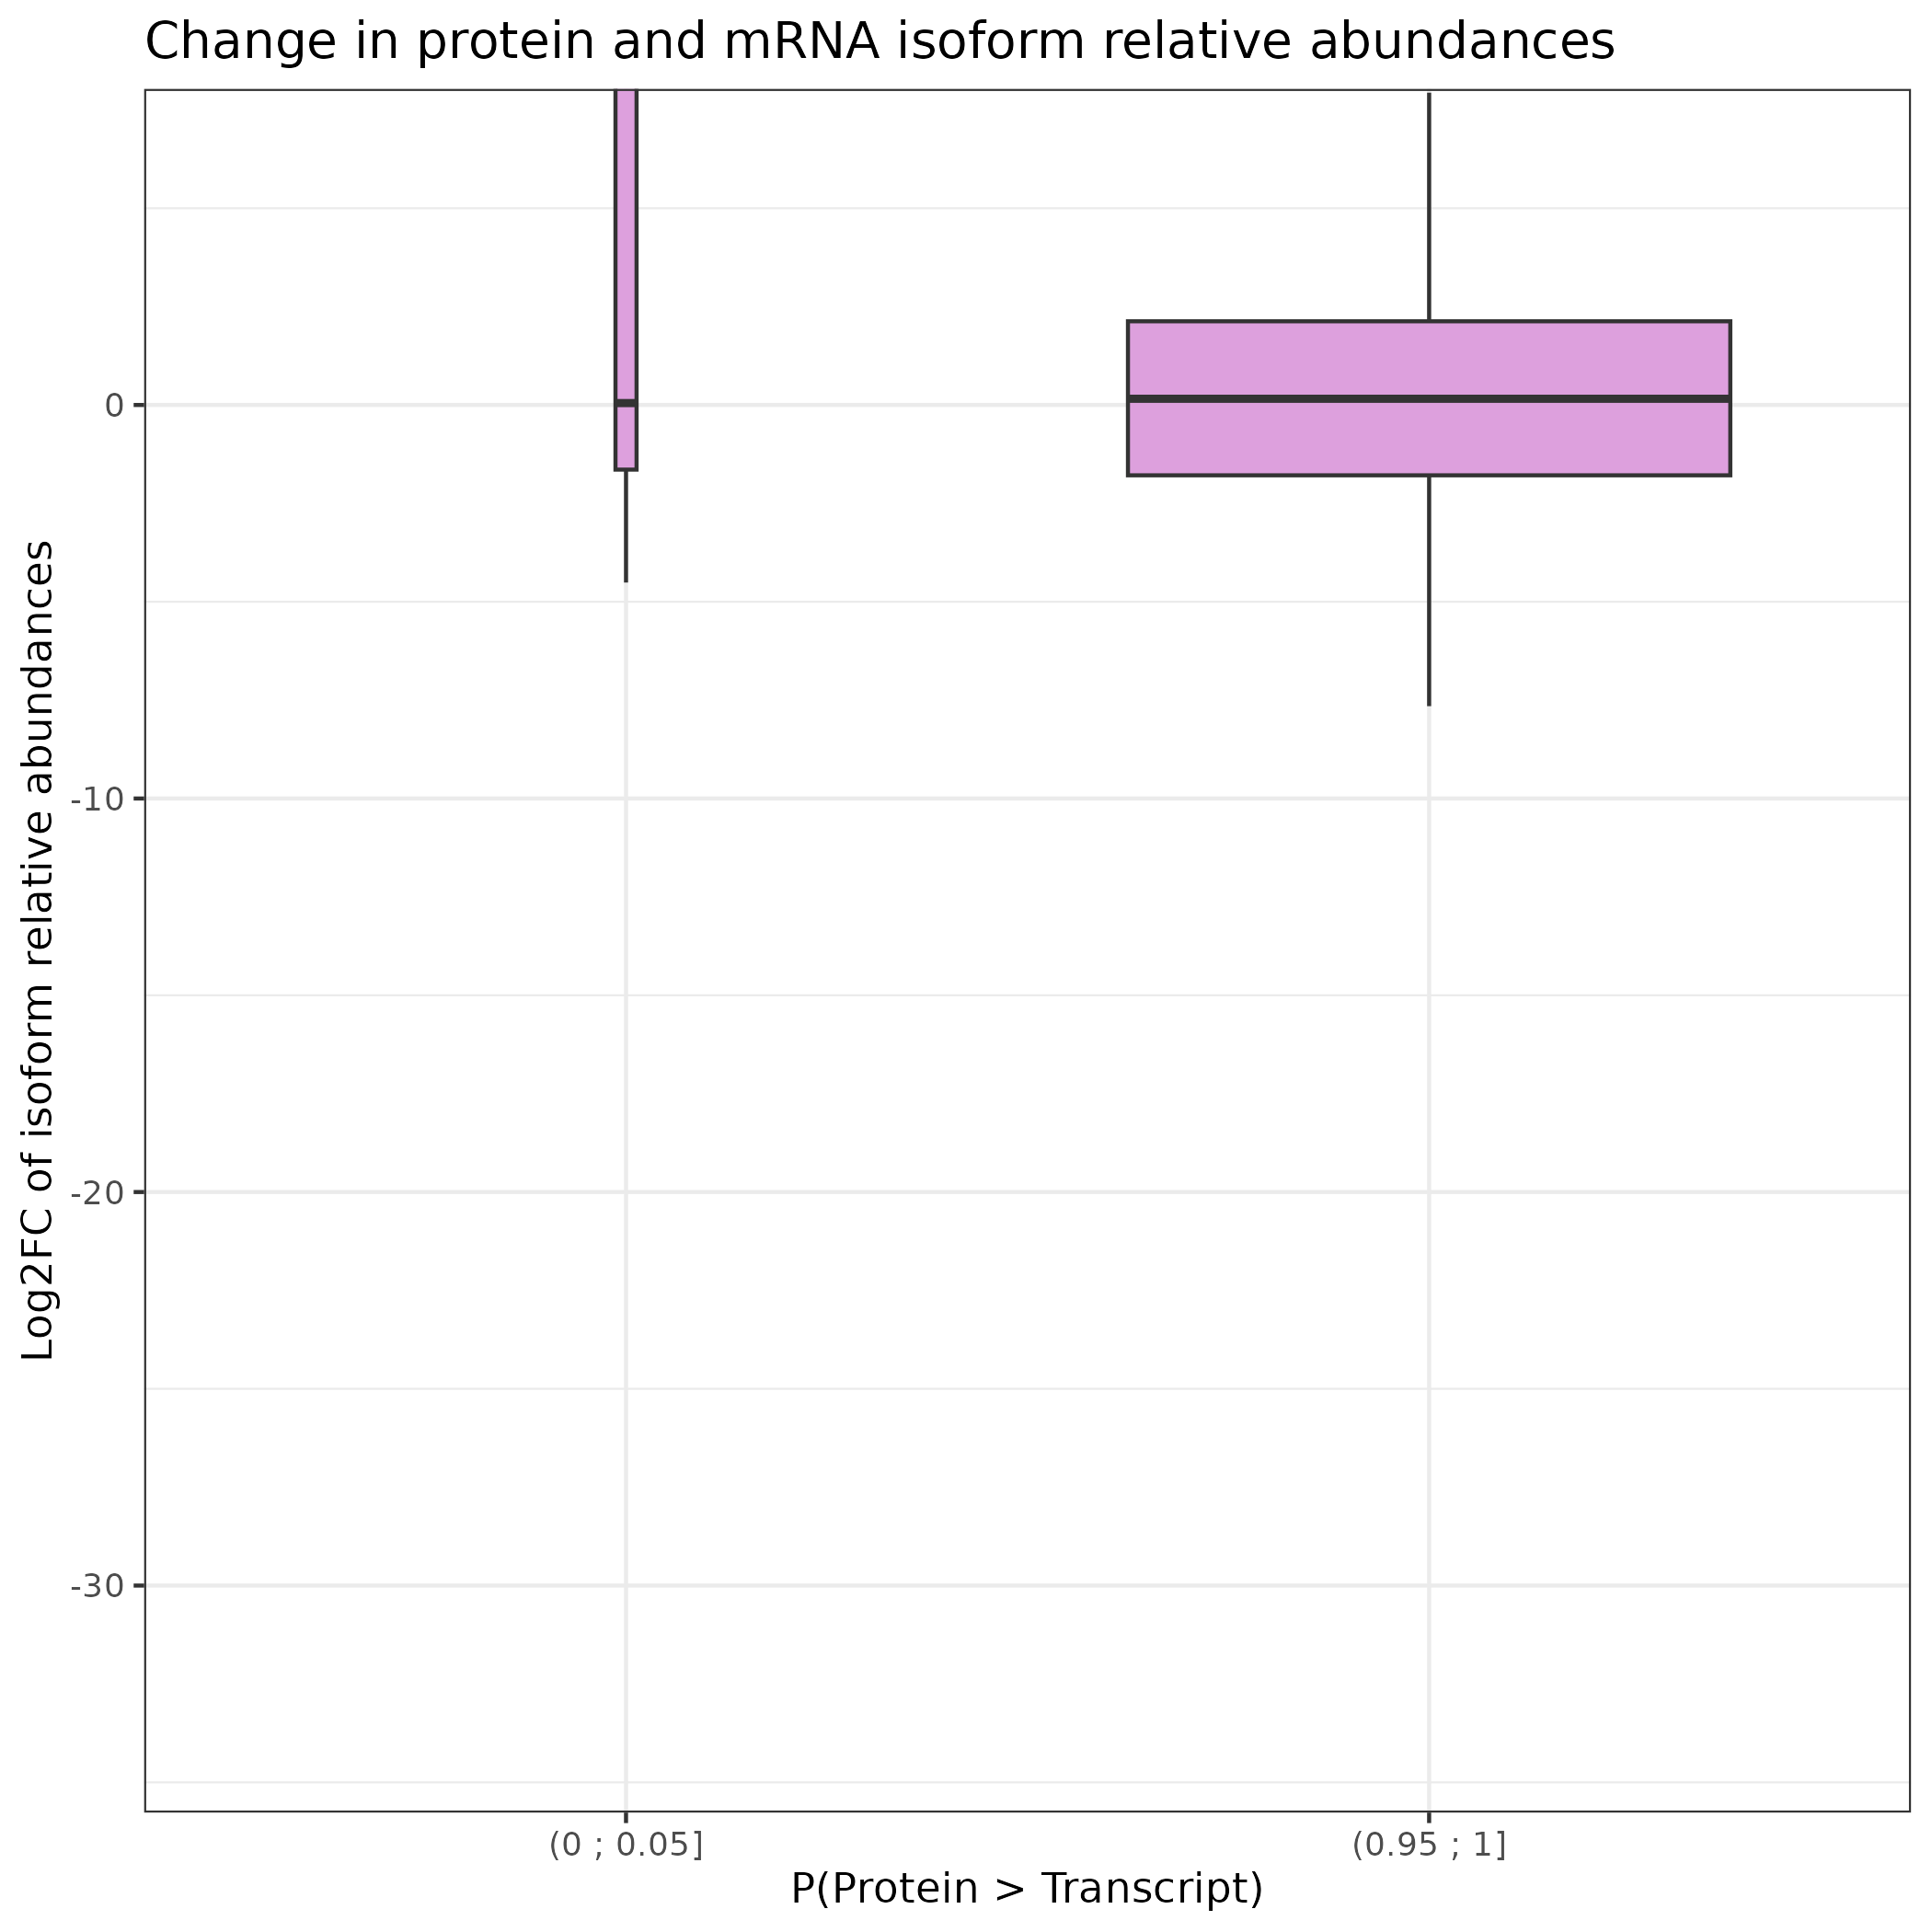 Change in protein and mRNA isoform relative abundances
Log2FC of isoform relative abundances
0
-10
-20
-30
(0 ; 0.05]
(0.95 ; 1]
P(Protein > Transcript)